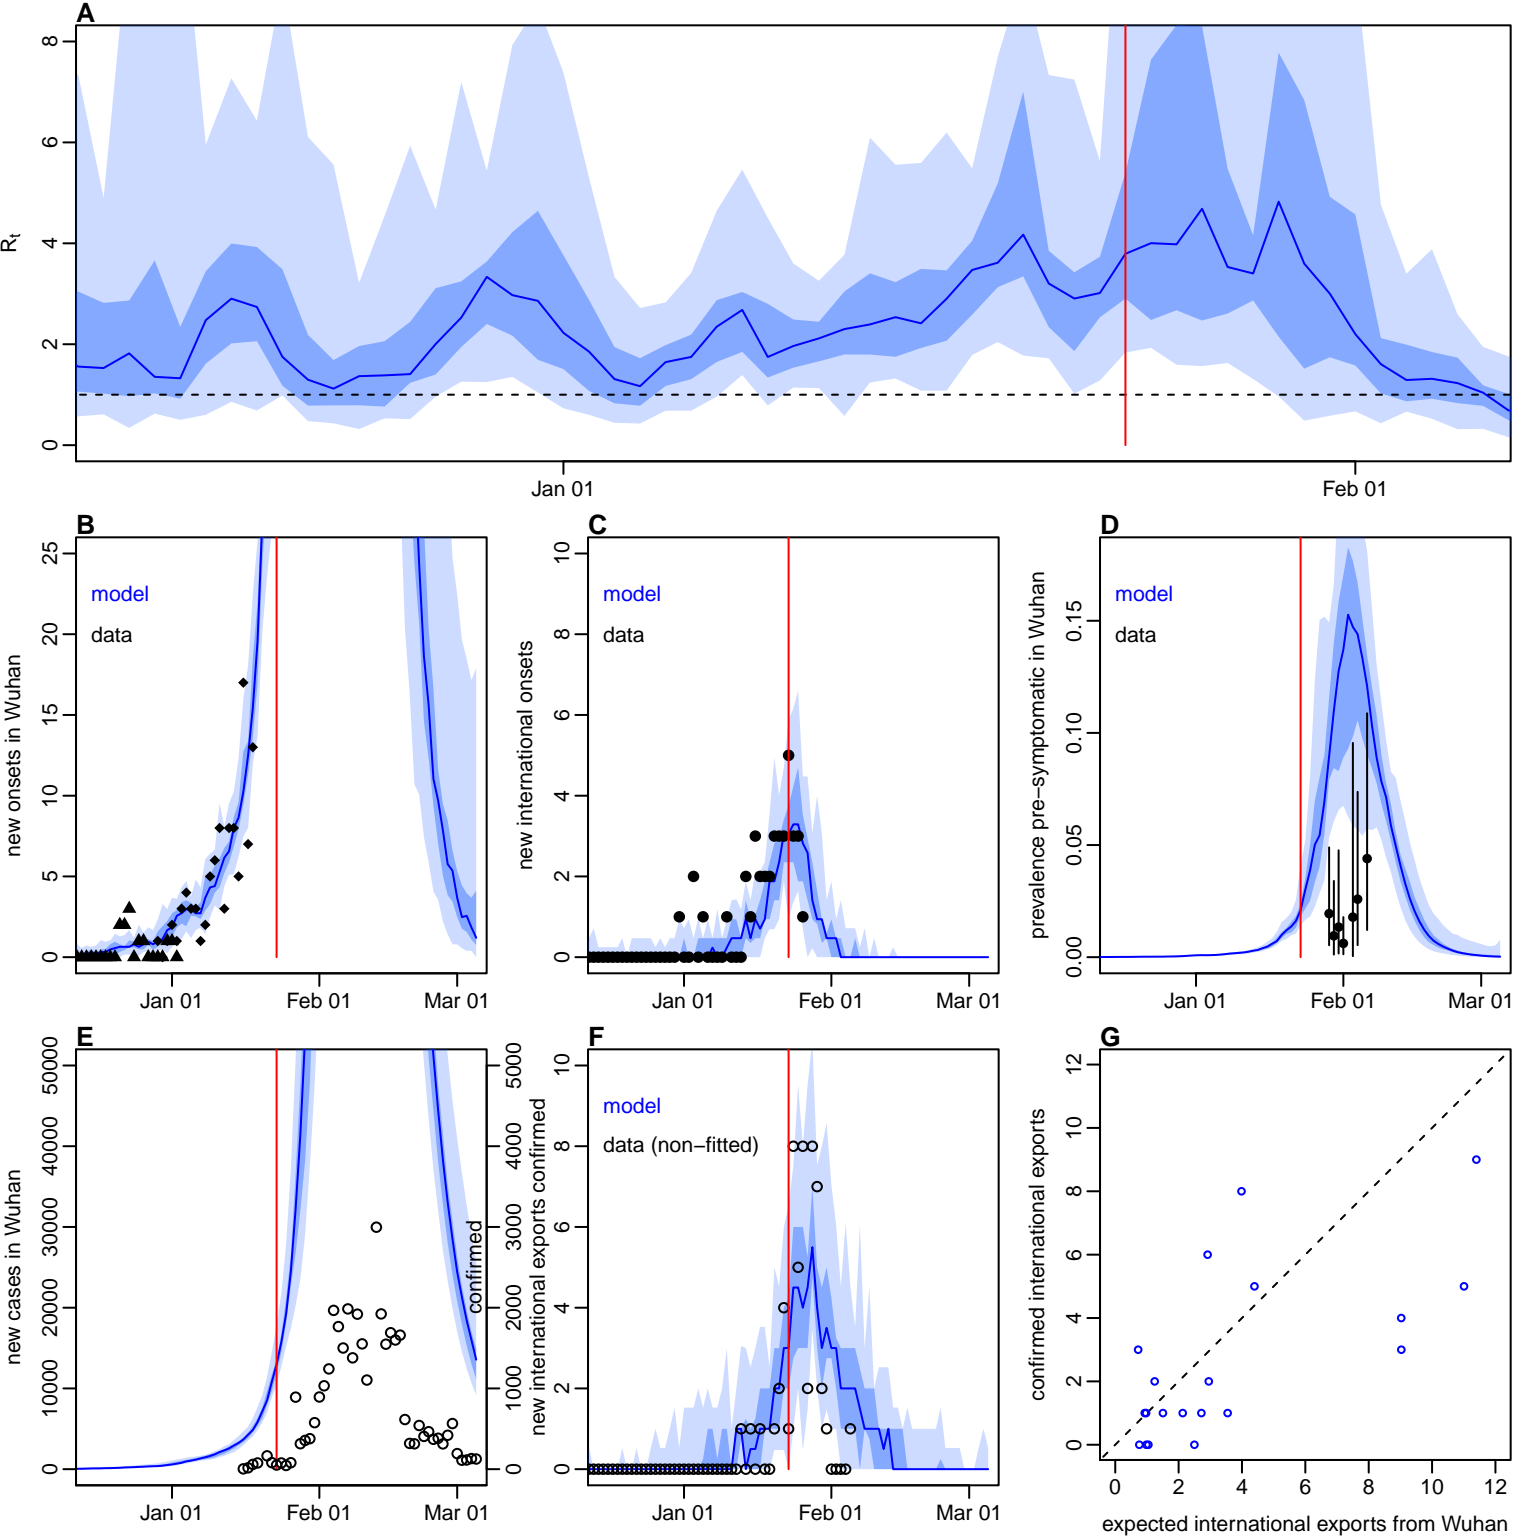 A
R_t
0 2 4 6 8
Jan 01 Feb 01
B
new onsets in Wuhan
0 5 10 15 20 25
model
data
Jan 01 Feb 01 Mar 01
C
new international onsets
0 2 4 6 8 10
model
data
Jan 01 Feb 01 Mar 01
D
prevalence pre−symptomatic in Wuhan
0.00 0.05 0.10 0.15
model
data
Jan 01 Feb 01 Mar 01
E
new cases in Wuhan
0 10000 20000 30000 40000 50000
confirmed
0 1000 2000 3000 4000 5000
Jan 01 Feb 01 Mar 01
F
new international exports confirmed
0 2 4 6 8 10
model
data (non−fitted)
Jan 01 Feb 01 Mar 01
G
confirmed international exports
0 2 4 6 8 10 12
0 2 4 6 8 10 12
expected international exports from Wuhan